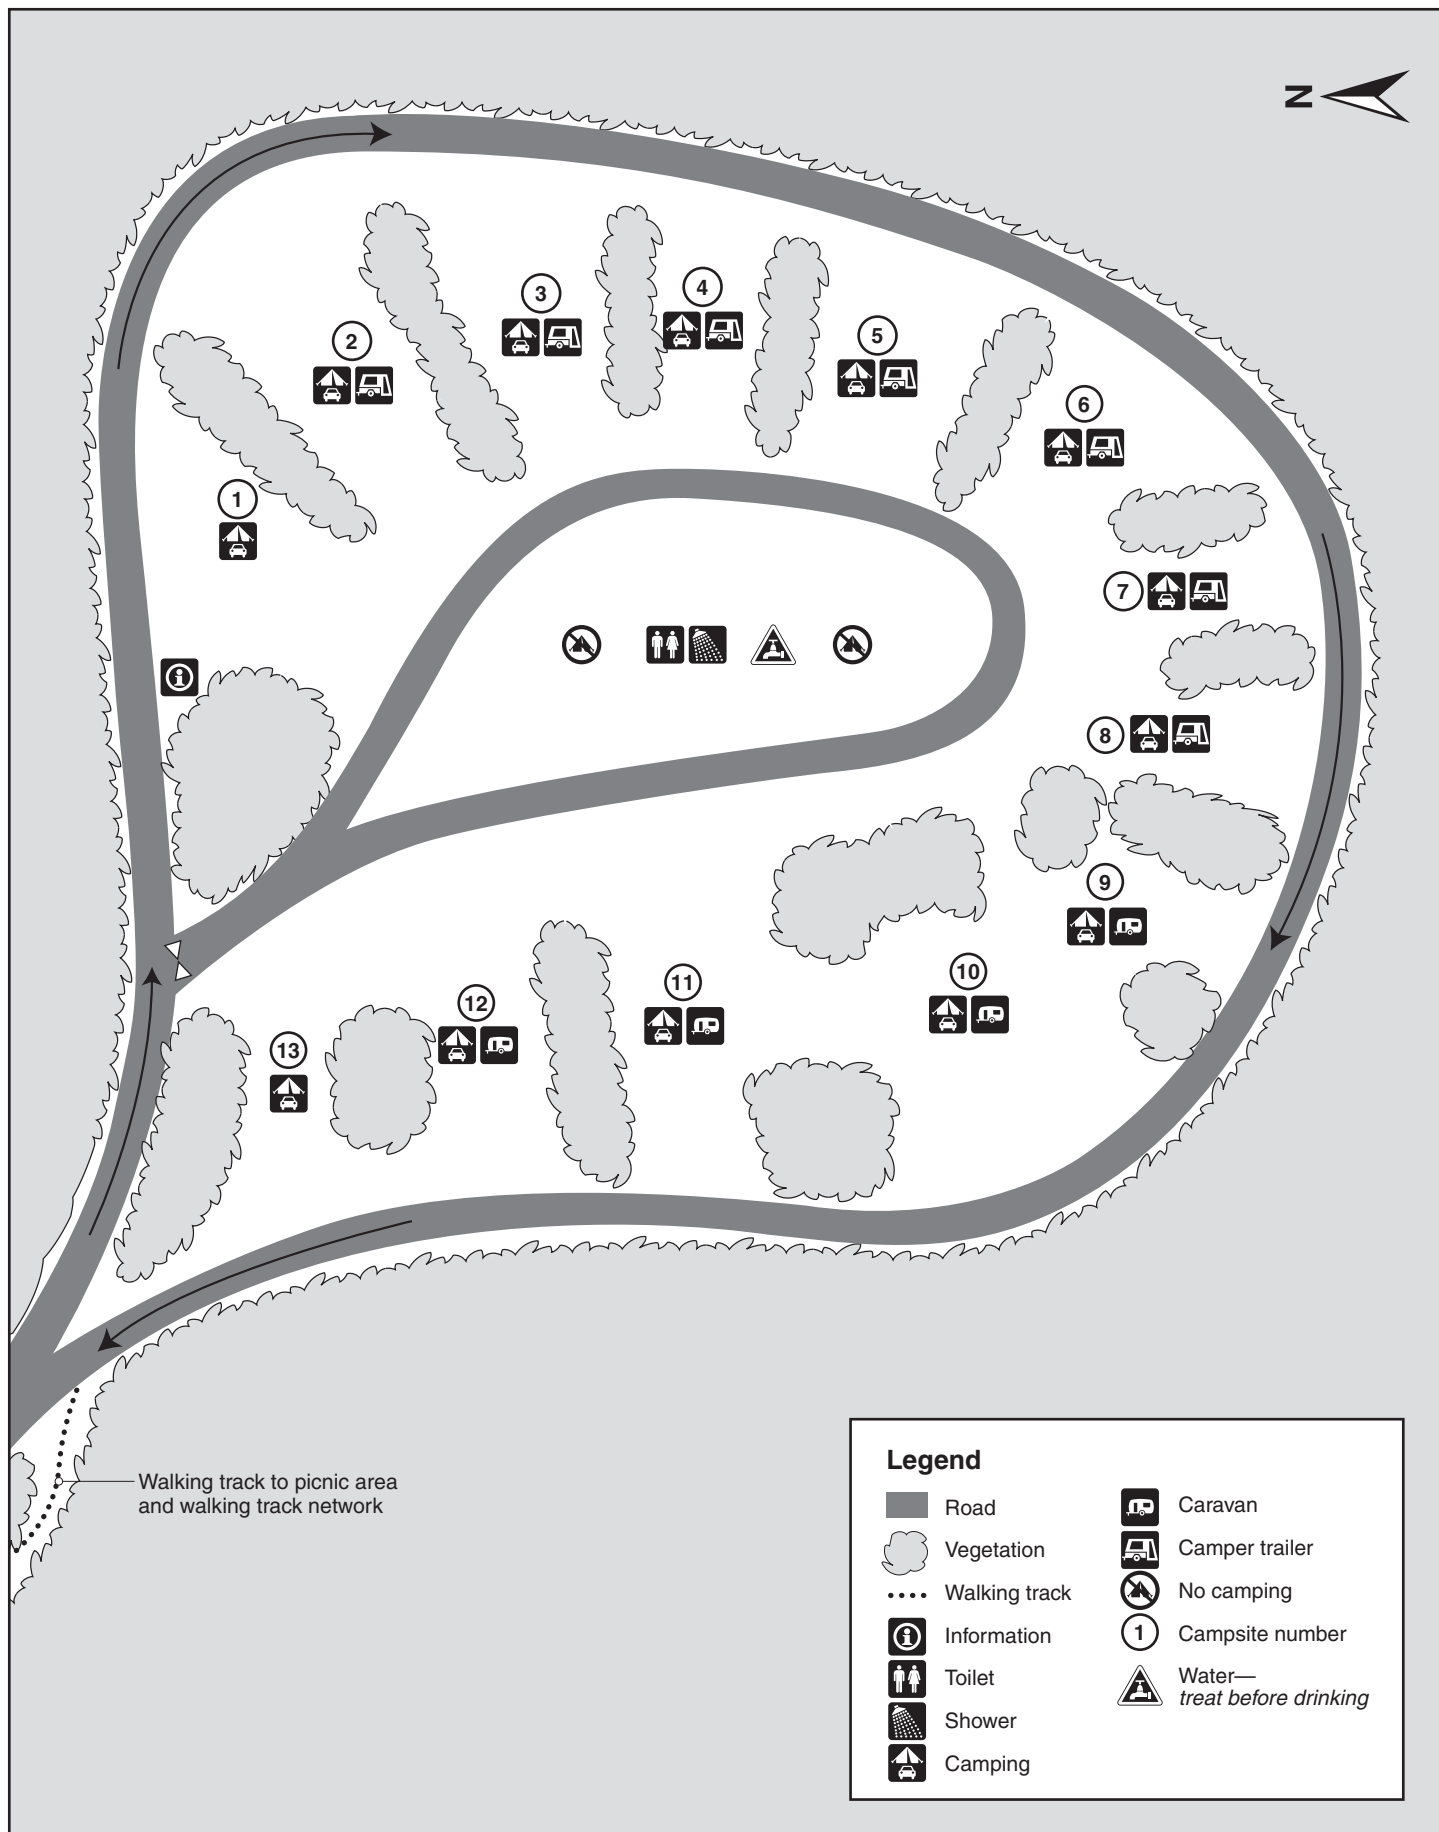 N
3
4
2
5
6
1
7
8
9
10
11
12
13
Walking track to picnic area
and walking track network
Legend
Road
Vegetation
Walking track
Information
Toilet
Shower
Camping
Caravan
Camper trailer
No camping
1
Campsite number
Water—
treat before drinking